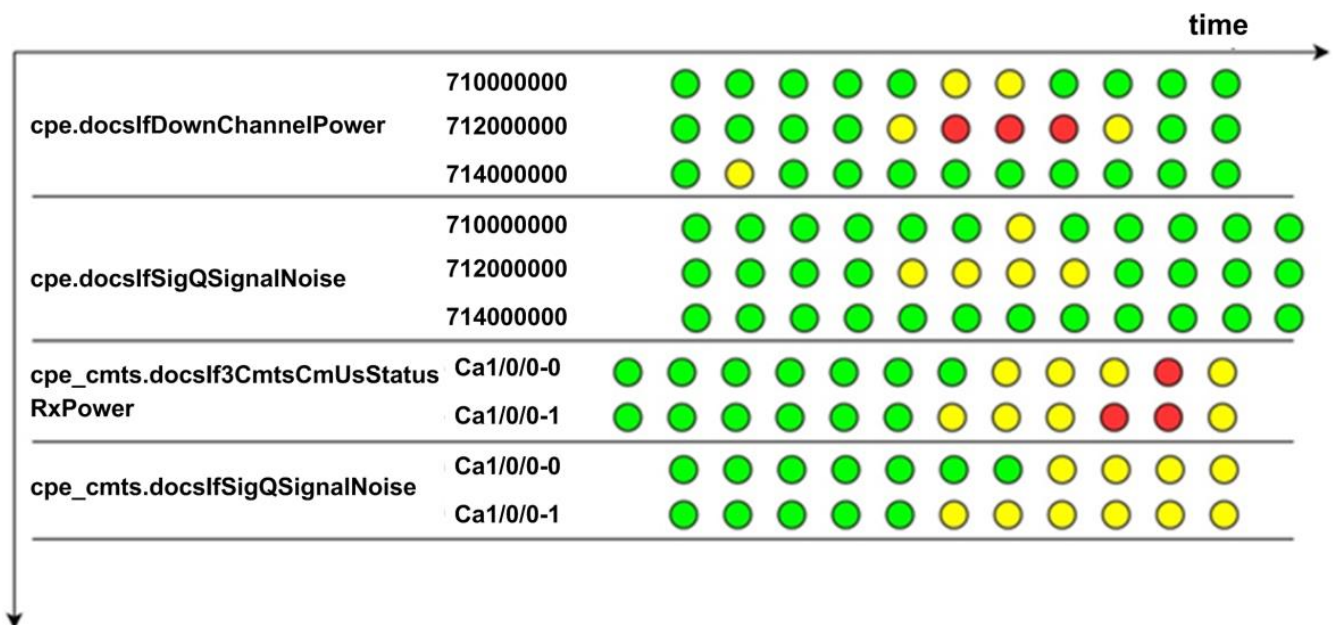 time
710000000
cpe.docsIfDownChannelPower
712000000
714000000
710000000
cpe.docsIfSigQSignalNoise
712000000
714000000
cpe_cmts.docsIf3CmtsCmUsStatus
RxPower
Ca1/0/0-0
Ca1/0/0-1
cpe_cmts.docsIfSigQSignalNoise
Ca1/0/0-0
Ca1/0/0-1